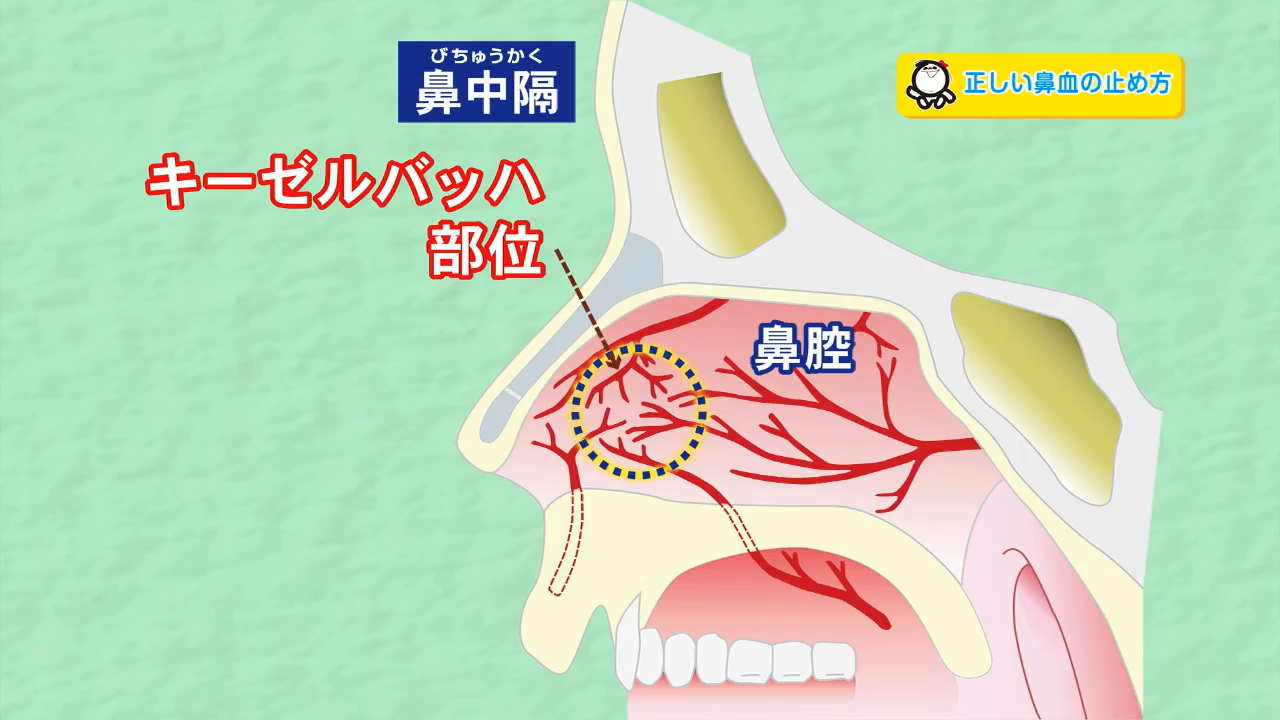 びちゅうかく
鼻中隔
正しい鼻血の止め方
キーゼルバッハ
部位
鼻腔